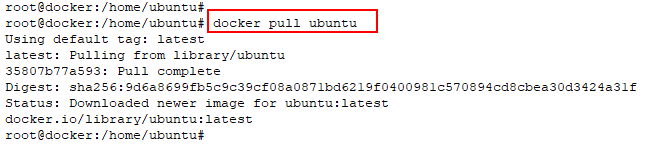 root@docker:/home/ubuntu#
root@docker:/home/ubuntu# docker pull ubuntu
Using default tag: latest
latest: Pulling from library/ubuntu
35807b77a593: Pull complete
Digest: sha256:9d6a8699fb5c9c39cf08a0871bd6219f0400981c570894cd8cbea30d3424a31f
Status: Downloaded newer image for ubuntu:latest
docker.io/library/ubuntu:latest
root@docker:/home/ubuntu#